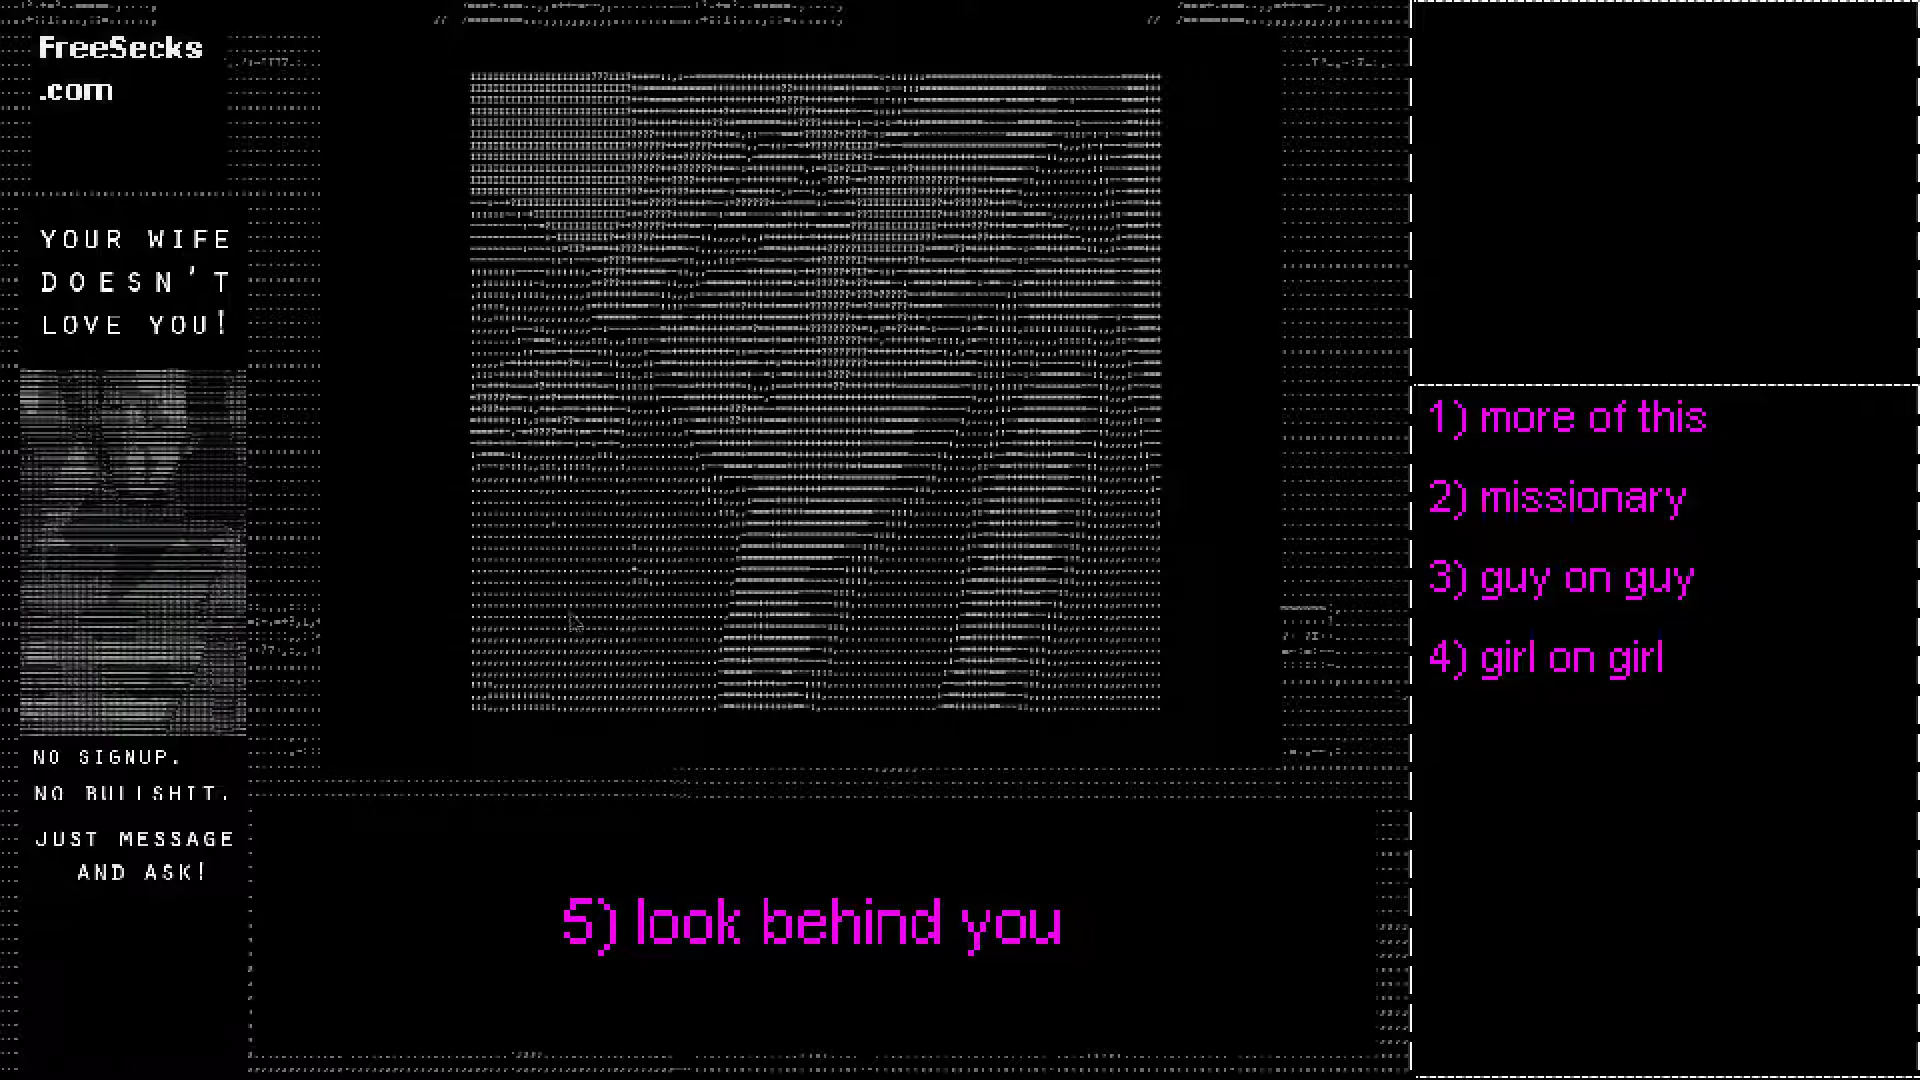 FreeSecks
.com
YOUR WIFE
DOESN'T
LOVE YOU!
NO SIGNUP.
NO BULLSHIT.
JUST MESSAGE
AND ASK!
1) more of this
2) missionary
3) guy on guy
4) girl on girl
5) look behind you